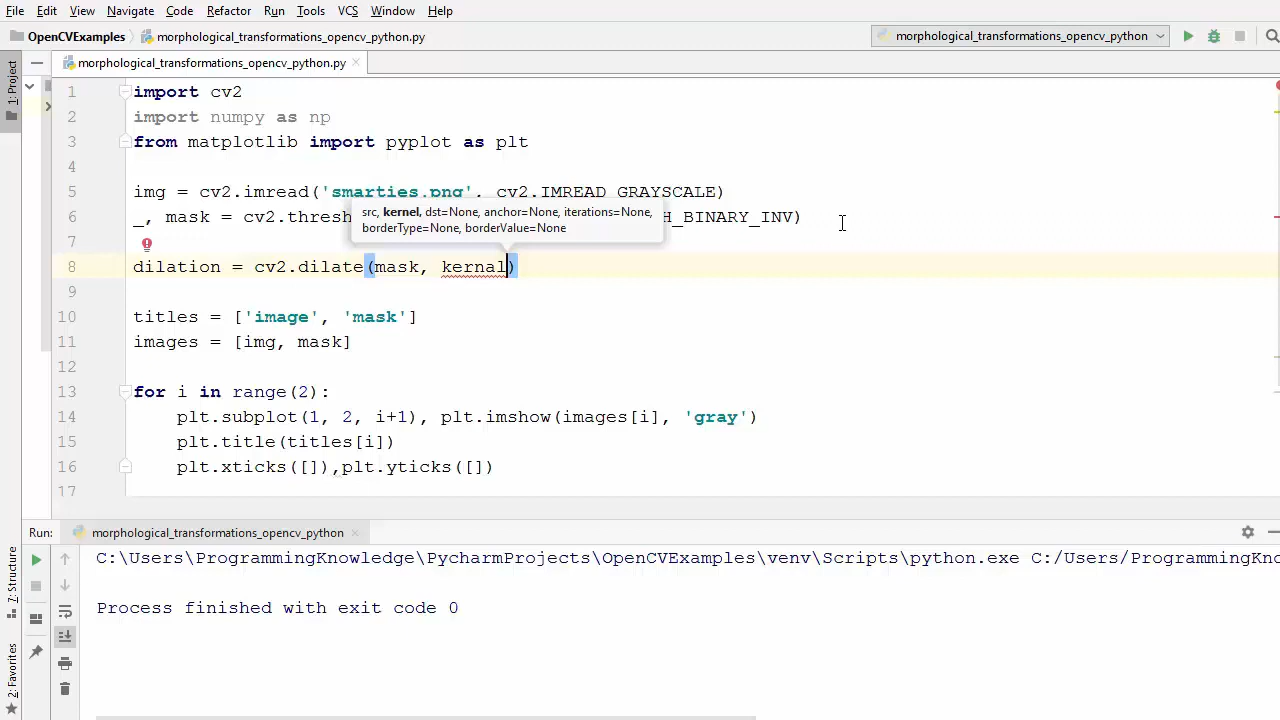 File Edit View Navigate Code Refactor Run Tools VCS Window Help
OpenCVExamples morphological_transformations_opencv_python.py morphological_transformations_opencv_python
morphological_transformations_opencv_python.py
1: Project
1 import cv2
2 import numpy as np
3 from matplotlib import pyplot as plt
4
5 img = cv2.imread('smarties.png', cv2.IMREAD_GRAYSCALE)
src, kernel, dst=None, anchor=None, iterations=None,
borderType=None, borderValue=None
6 _, mask = cv2.thresh H_BINARY_INV)
7
8 dilation = cv2.dilate(mask, kernal)
9
10 titles = ['image', 'mask']
11 images = [img, mask]
12
13 for i in range(2):
14 plt.subplot(1, 2, i+1), plt.imshow(images[i], 'gray')
15 plt.title(titles[i])
16 plt.xticks([]),plt.yticks([])
17
Run: morphological_transformations_opencv_python
C:\Users\ProgrammingKnowledge\PycharmProjects\OpenCVExamples\venv\Scripts\python.exe C:/Users/ProgrammingKno
Process finished with exit code 0
7: Structure
2: Favorites